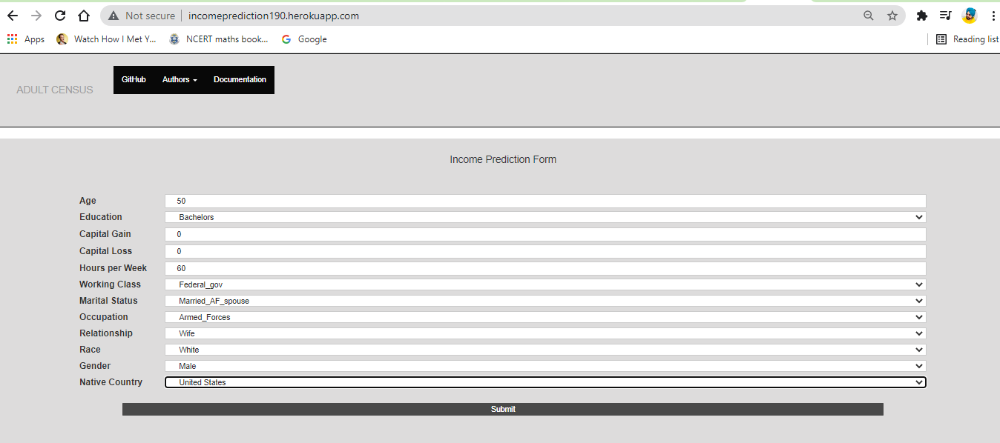 Not secure incomeprediction190.herokuapp.com
Apps Watch How I Met Y... NCERT maths book... Google Reading list
ADULT CENSUS GitHub Authors Documentation
Income Prediction Form
Age 50
Education Bachelors
Capital Gain 0
Capital Loss 0
Hours per Week 60
Working Class Federal_gov
Marital Status Married_AF_spouse
Occupation Armed_Forces
Relationship Wife
Race White
Gender Male
Native Country United States
Submit